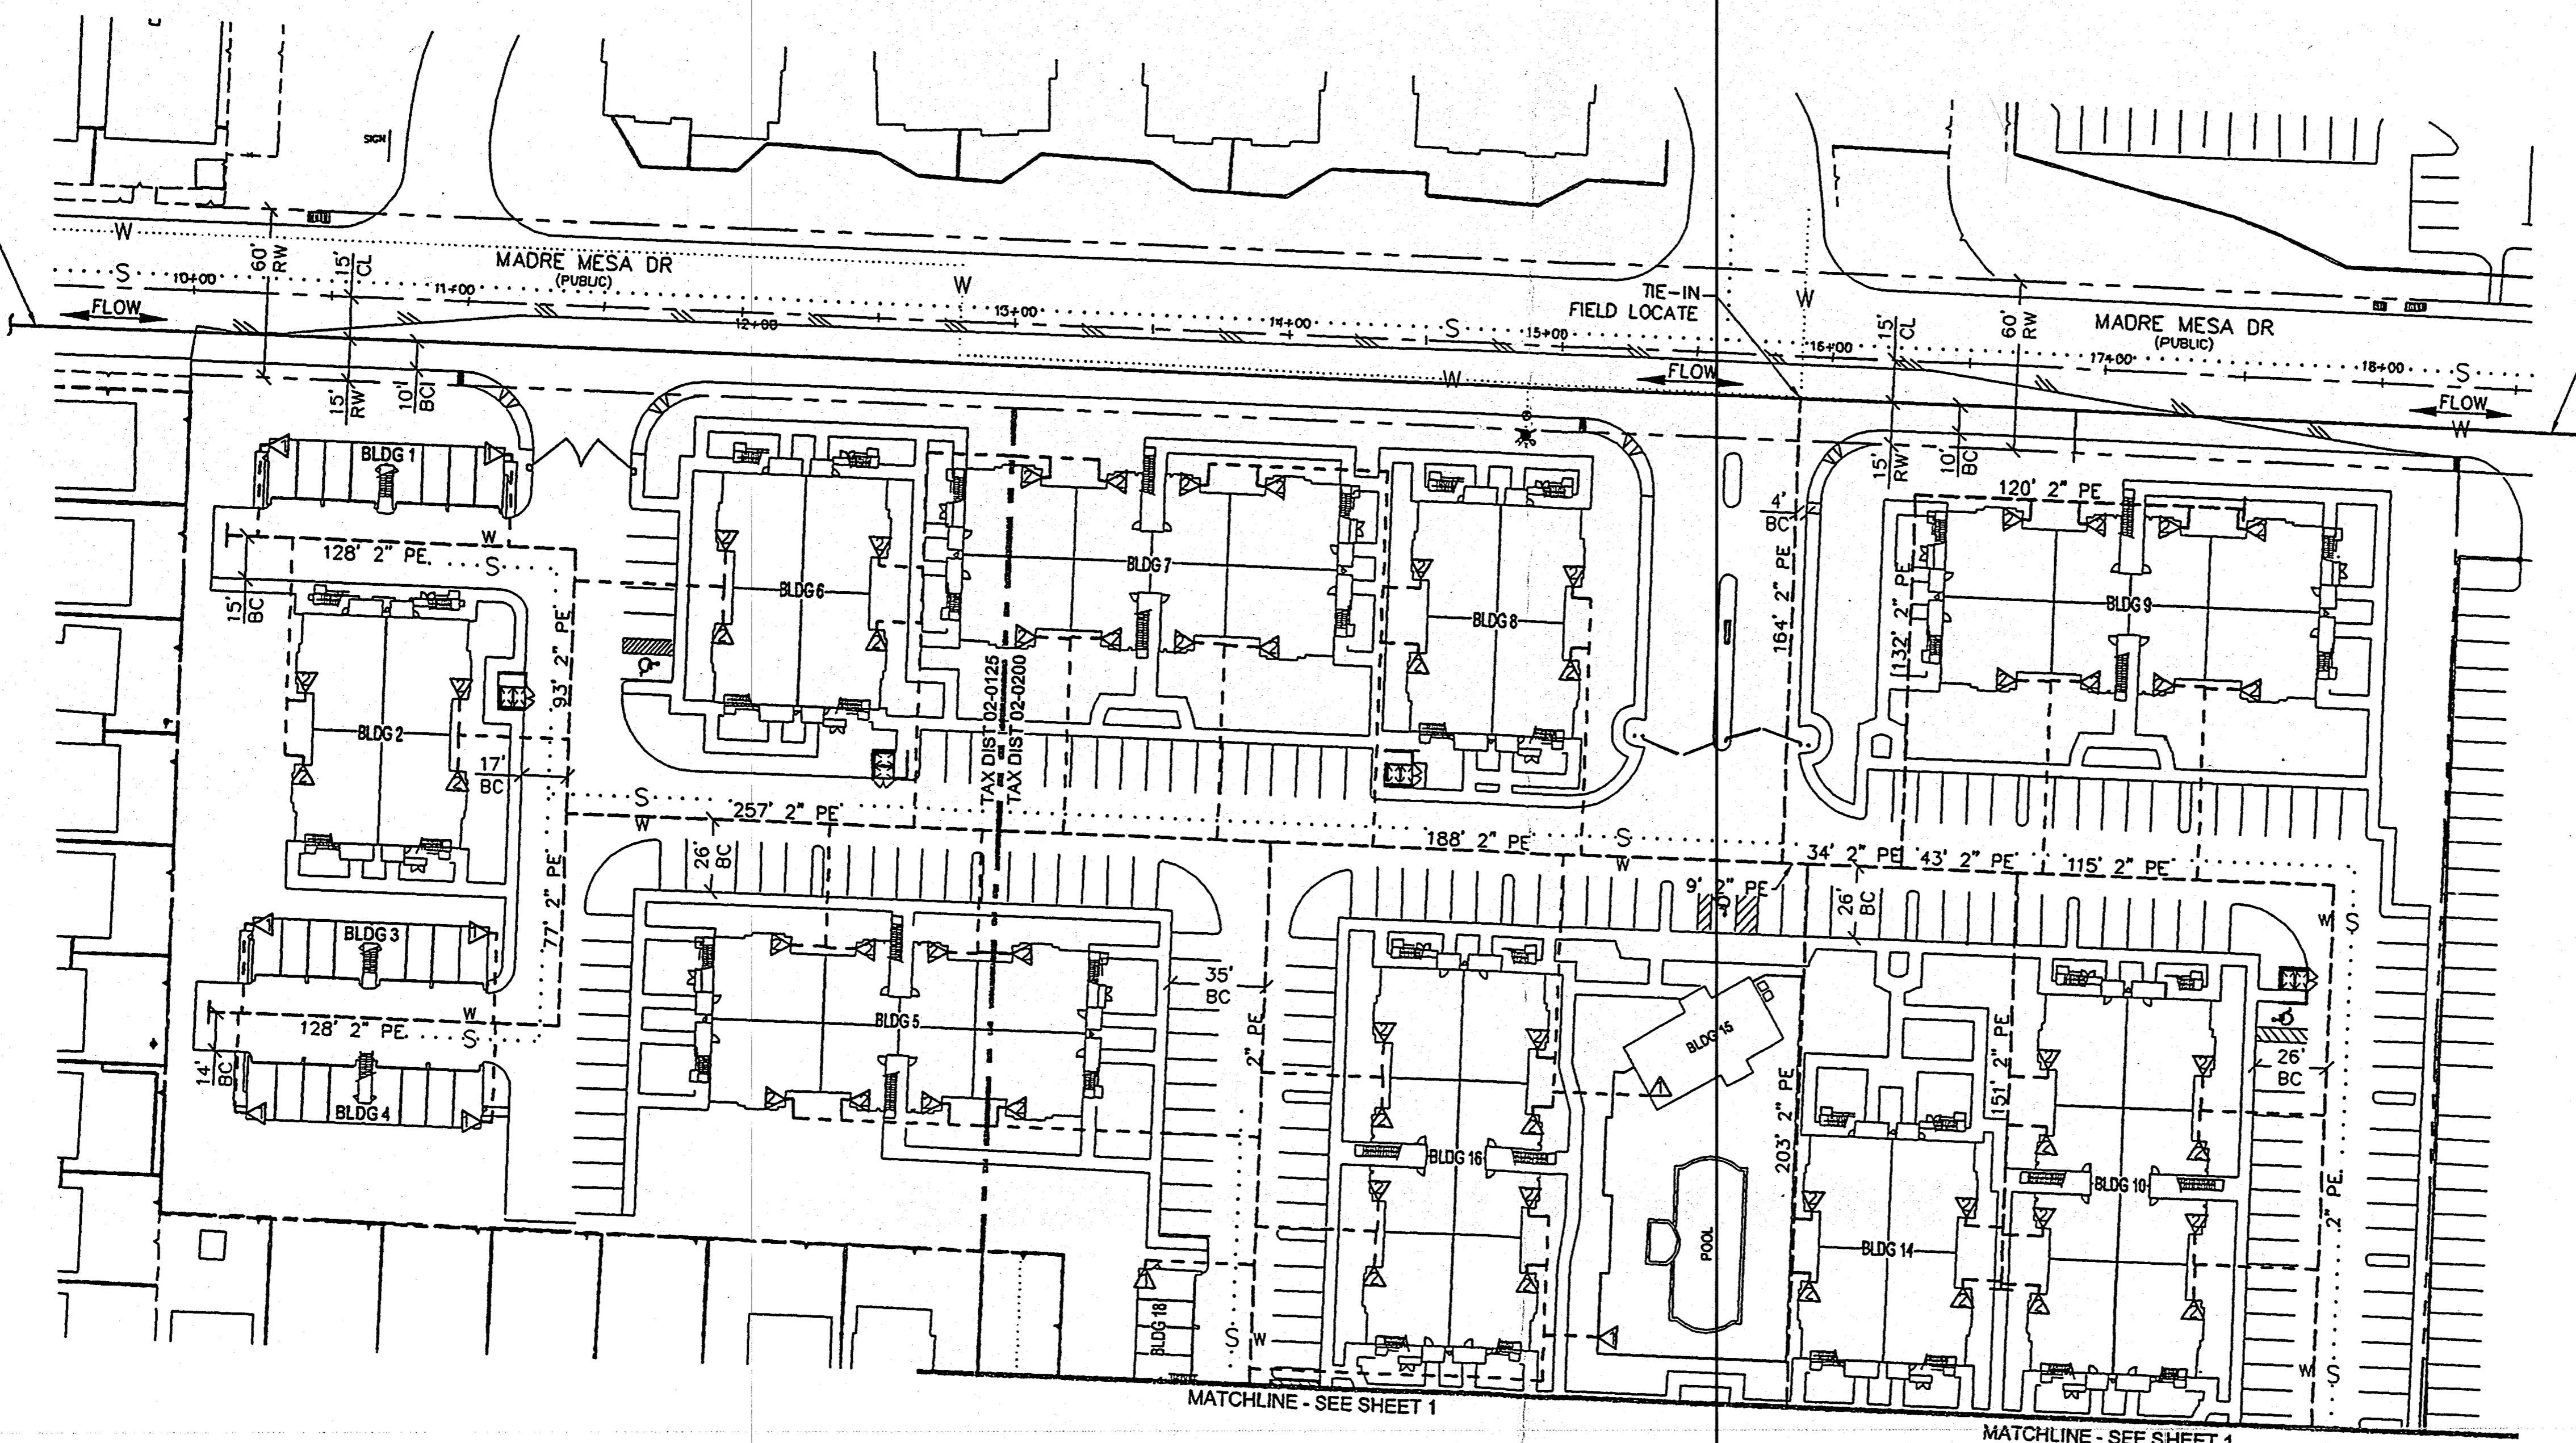 SIGN
W
S
10+00
FLOW
60'
RW
15'
CL
11+00
MADRE MESA DR
(PUBLIC)
12+00
W
13+00
14+00
TIE-IN
FIELD LOCATE
S
15+00
W
16+00
15'
CL
60'
RW
MADRE MESA DR
(PUBLIC)
17+00
18+00
S
FLOW
W
FLOW
W
15'
RW
10'
BC
15'
RW
10'
BC
BLDG 1
W
128' 2" PE
S
15'
BC
93' 2" PE
BLDG 2
17'
BC
77' 2" PE
BLDG 3
W
128' 2" PE
S
14'
BC
BLDG 4
BLDG 6
BLDG 7
BLDG 8
4'
BC
164' 2" PE
120' 2" PE
132' 2" PE
BLDG 9
TAX DIST 02-0125
TAX DIST 02-0200
S
257' 2" PE
W
26'
BC
188' 2" PE
S
W
34' 2" PE
43' 2" PE
115' 2" PE
9' 2" PE
26'
BC
W
S
BLDG 5
35'
BC
2" PE
BLDG 15
203' 2" PE
151' 2" PE
26'
BC
BLDG 16
POOL
BLDG 14
BLDG 10
2" PE
BLDG 18
S
W
W
S
MATCHLINE - SEE SHEET 1
MATCHLINE - SEE SHEET 1